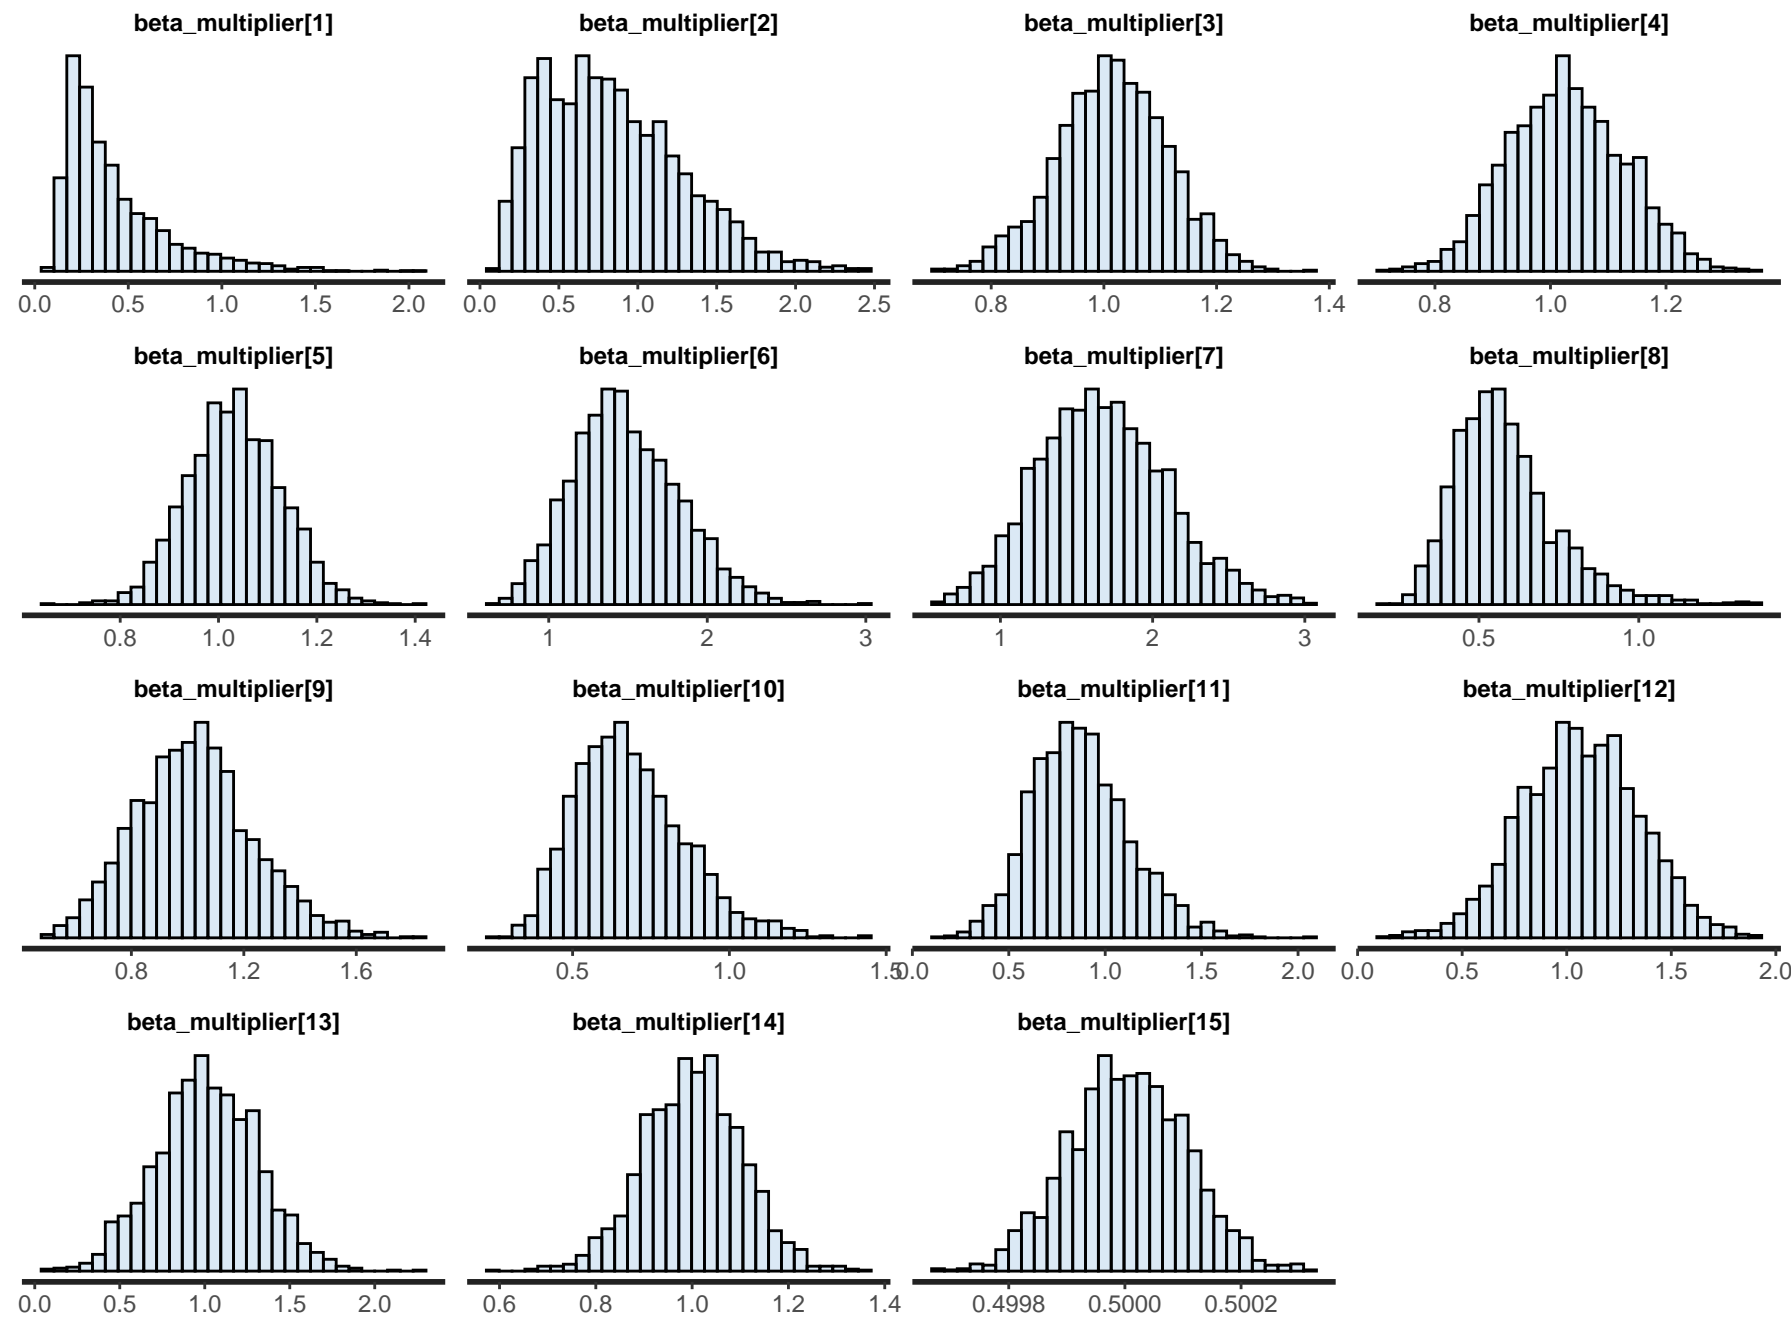 beta_multiplier[1] beta_multiplier[2] beta_multiplier[3] beta_multiplier[4]
0.0 0.5 1.0 1.5 2.0 0.0 0.5 1.0 1.5 2.0 2.5 0.8 1.0 1.2 1.4 0.8 1.0 1.2
beta_multiplier[5] beta_multiplier[6] beta_multiplier[7] beta_multiplier[8]
0.8 1.0 1.2 1.4 1 2 3 1 2 3 0.5 1.0
beta_multiplier[9] beta_multiplier[10] beta_multiplier[11] beta_multiplier[12]
0.8 1.2 1.6 0.5 1.0 1.5 0.0 0.5 1.0 1.5 2.0 0.0 0.5 1.0 1.5 2.0
beta_multiplier[13] beta_multiplier[14] beta_multiplier[15]
0.0 0.5 1.0 1.5 2.0 0.6 0.8 1.0 1.2 1.4 0.4998 0.5000 0.5002